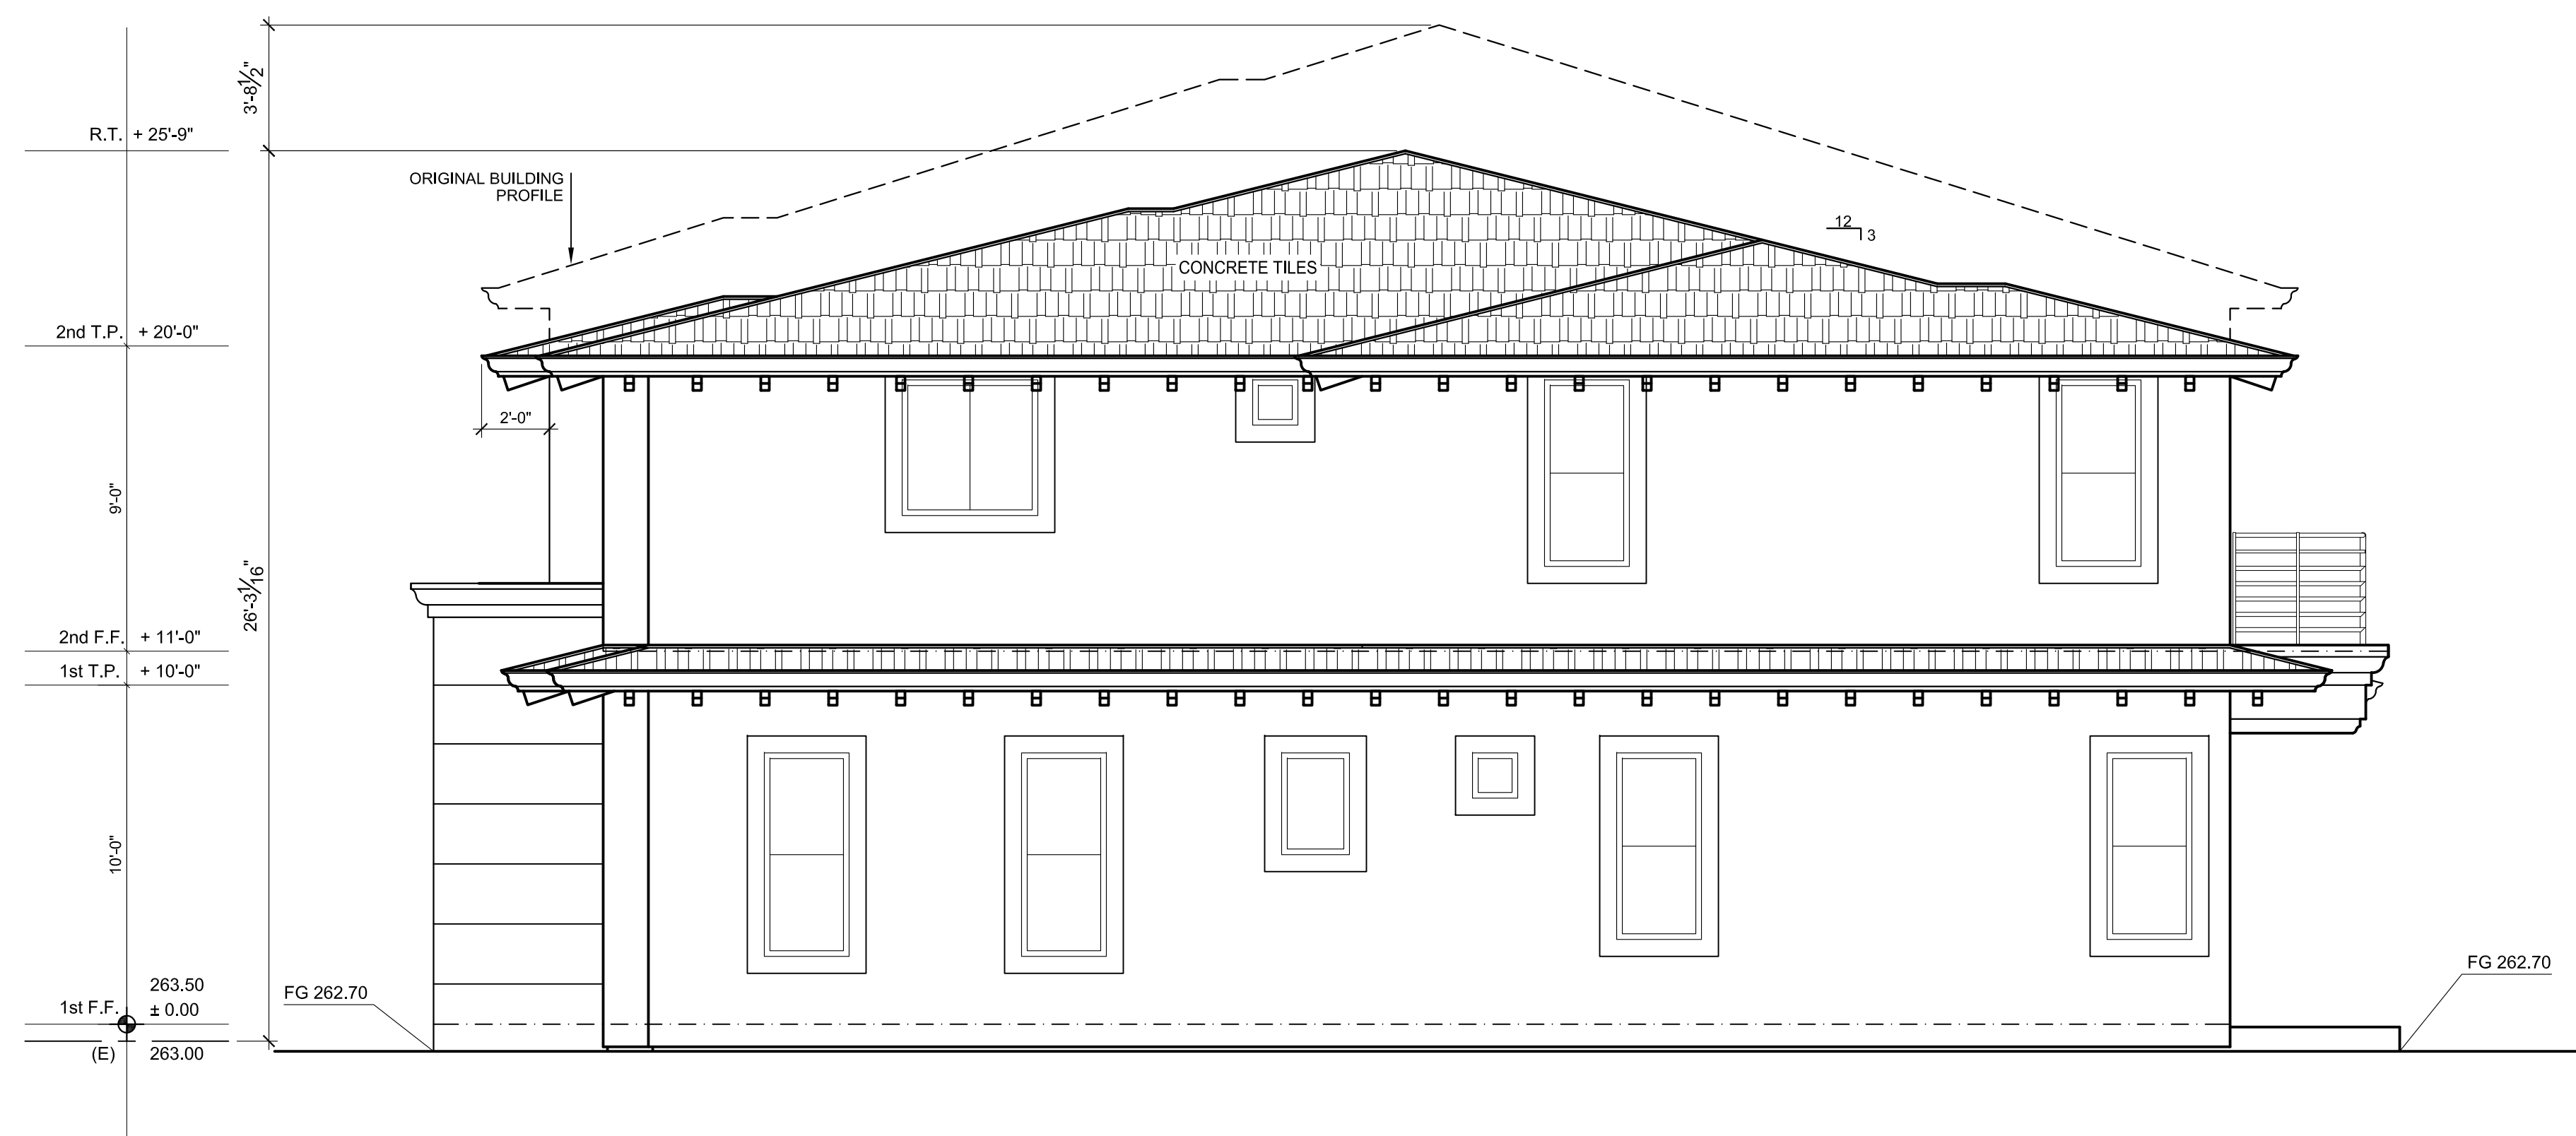 3'-8½"
R.T. + 25'-9"
ORIGINAL BUILDING
PROFILE
12
3
CONCRETE TILES
2nd T.P. + 20'-0"
2'-0"
9'-0"
26'-3 1/16"
2nd F.F. + 11'-0"
1st T.P. + 10'-0"
10'-0"
FG 262.70
263.50
FG 262.70
1st F.F. ± 0.00
(E) 263.00